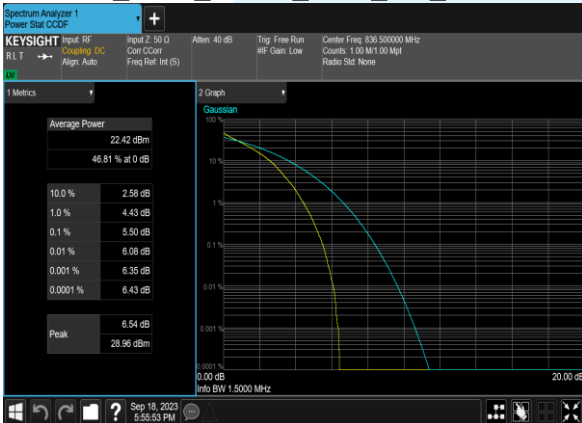 Spectrum Analyzer 1
Power Stat CCDF
+
KEYSIGHT
RLT
LW
Input: RF
Coupling: DC
Align: Auto
Input Z: 50 Ω
Corr CCorr
Freq Ref: Int (S)
Atten: 40 dB
Trig: Free Run
#IF Gain: Low
Center Freq: 836.500000 MHz
Counts: 1.00 M/1.00 Mpt
Radio Std: None
1 Metrics
Average Power
22.42 dBm
46.81 % at 0 dB
10.0 % 2.58 dB
1.0 % 4.43 dB
0.1 % 5.50 dB
0.01 % 6.08 dB
0.001 % 6.35 dB
0.0001 % 6.43 dB
Peak
6.54 dB
28.96 dBm
2 Graph
Gaussian
100 %
10 %
1 %
0.1 %
0.01 %
0.001 %
0.0001 %
0.00 dB 20.00 dB
Info BW 1.5000 MHz
?
Sep 18, 2023
5:55:53 PM